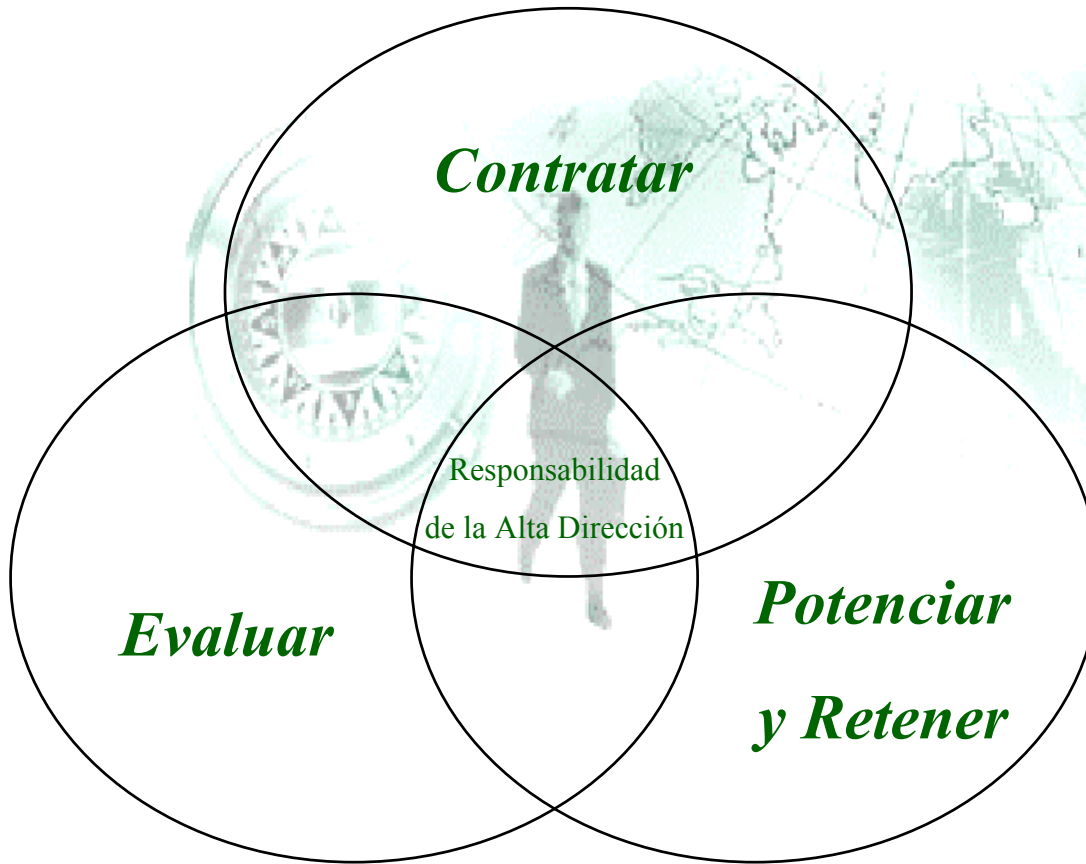 Contratar
Responsabilidad
de la Alta Dirección
Evaluar
Potenciar
y Retener